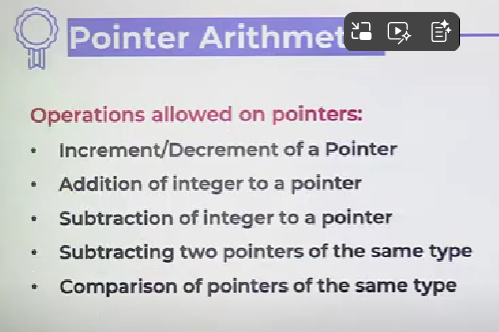 Pointer Arithmet
Operations allowed on pointers:
• Increment/Decrement of a Pointer
• Addition of integer to a pointer
• Subtraction of integer to a pointer
• Subtracting two pointers of the same type
• Comparison of pointers of the same type